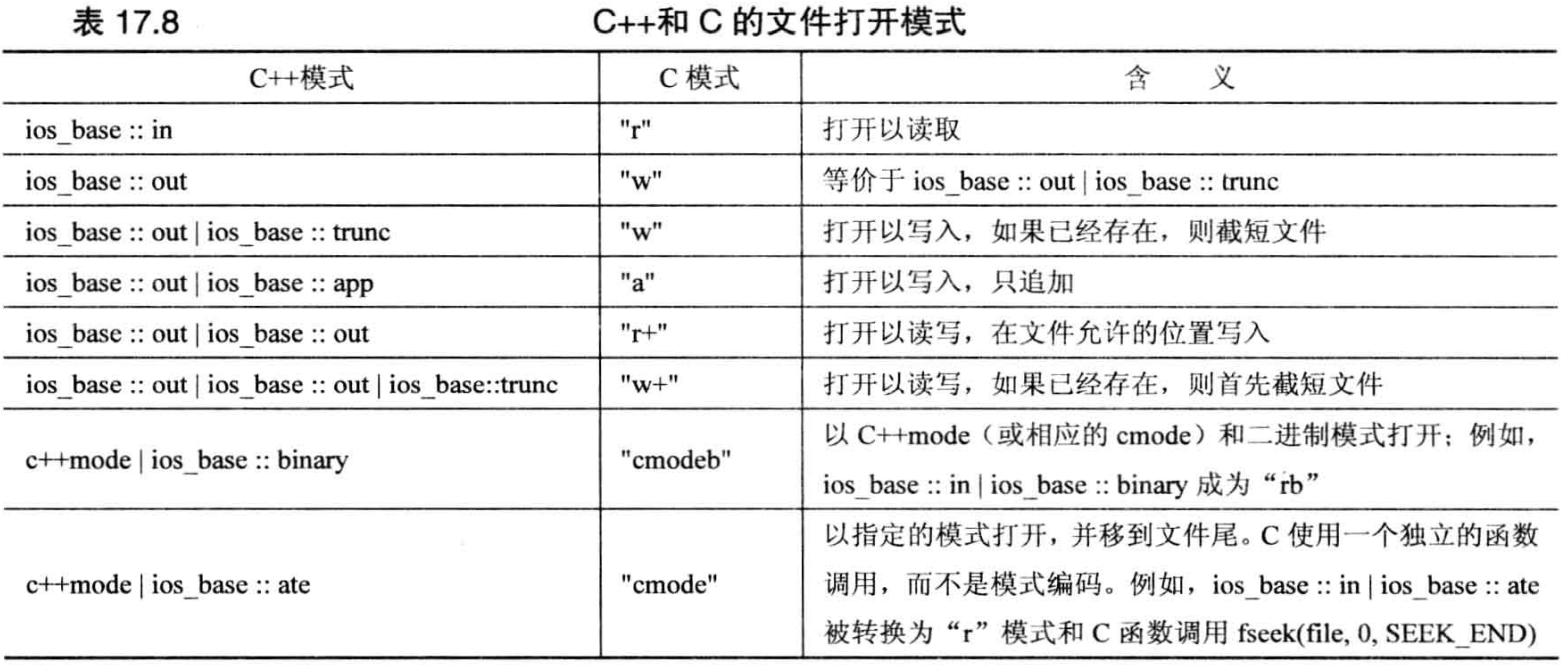 表 17.8 C++和 C 的文件打开模式
C++模式 C 模式 含 义
ios_base :: in "r" 打开以读取
ios_base :: out "w" 等价于 ios_base :: out | ios_base :: trunc
ios_base :: out | ios_base :: trunc "w" 打开以写入，如果已经存在，则截短文件
ios_base :: out | ios_base :: app "a" 打开以写入，只追加
ios_base :: out | ios_base :: out "r+" 打开以读写，在文件允许的位置写入
ios_base :: out | ios_base :: out | ios_base::trunc "w+" 打开以读写，如果已经存在，则首先截短文件
c++mode | ios_base :: binary "cmodeb" 以 C++mode（或相应的 cmode）和二进制模式打开；例如，
ios_base :: in | ios_base :: binary 成为“rb”
c++mode | ios_base :: ate "cmode" 以指定的模式打开，并移到文件尾。C 使用一个独立的函数
调用，而不是模式编码。例如，ios_base :: in | ios_base :: ate
被转换为“r”模式和 C 函数调用 fseek(file, 0, SEEK_END)